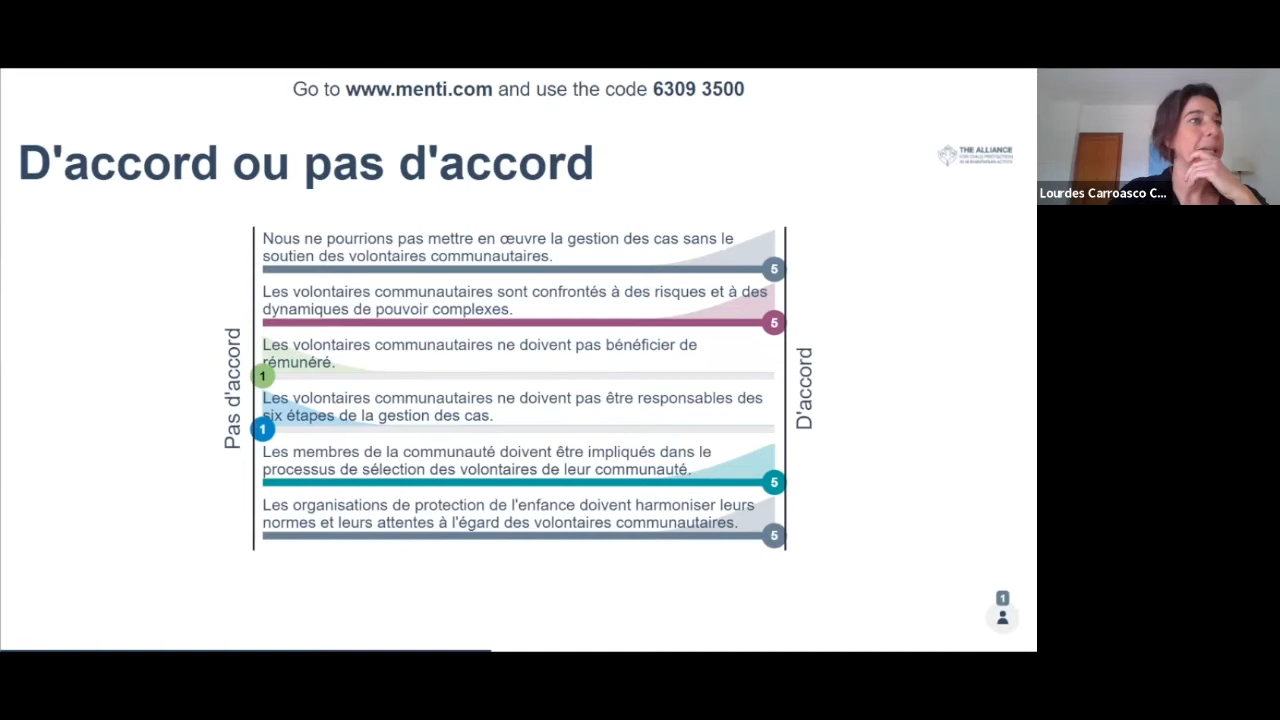 Go to www.menti.com and use the code 6309 3500
D'accord ou pas d'accord
THE ALLIANCE
FOR CHILD PROTECTION
IN HUMANITARIAN ACTION
Lourdes Carroasco C...
Pas d'accord
Nous ne pourrions pas mettre en œuvre la gestion des cas sans le
soutien des volontaires communautaires.
5
Les volontaires communautaires sont confrontés à des risques et à des
dynamiques de pouvoir complexes.
5
Les volontaires communautaires ne doivent pas bénéficier de
rémunéré.
1
Les volontaires communautaires ne doivent pas être responsables des
six étapes de la gestion des cas.
1
Les membres de la communauté doivent être impliqués dans le
processus de sélection des volontaires de leur communauté.
5
Les organisations de protection de l'enfance doivent harmoniser leurs
normes et leurs attentes à l'égard des volontaires communautaires.
5
D'accord
1